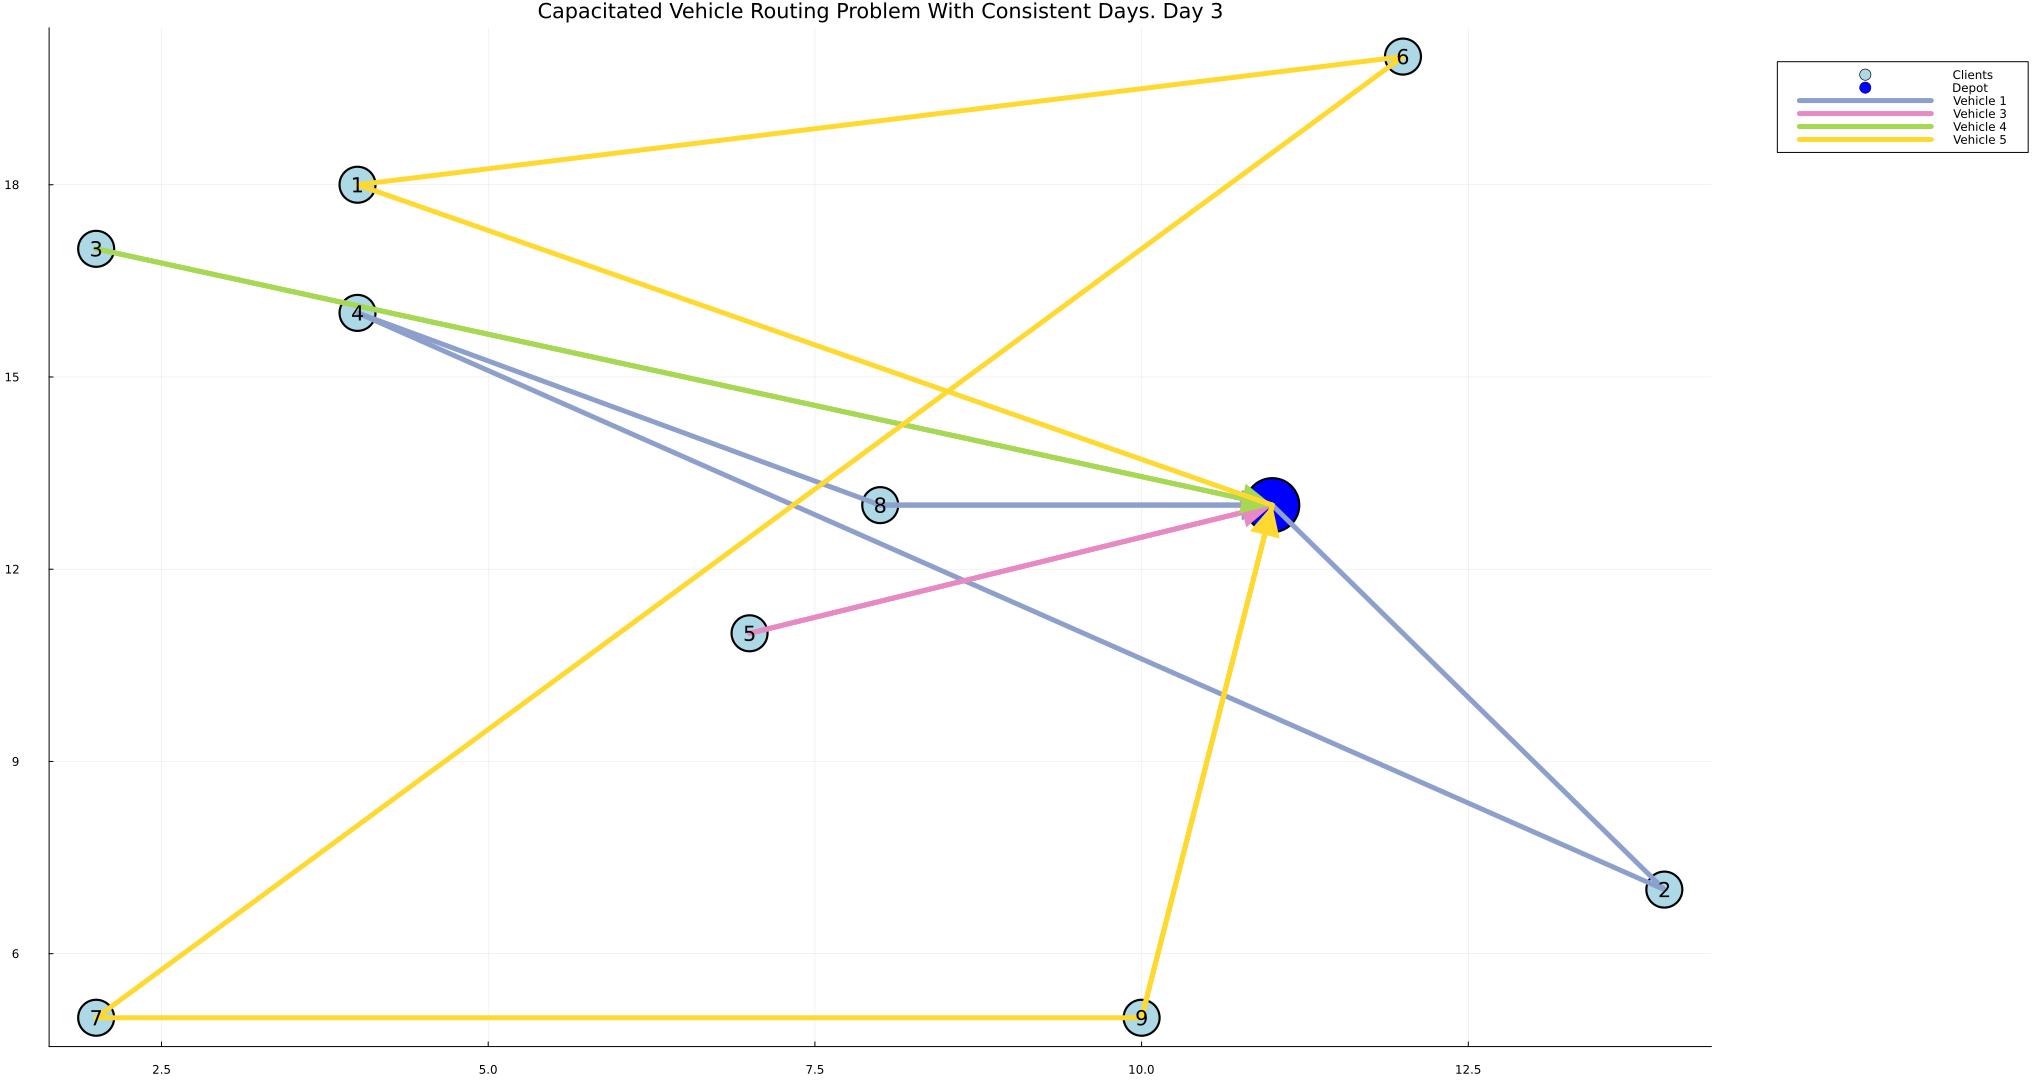 Capacitated Vehicle Routing Problem With Consistent Days. Day 3
Clients
Depot
Vehicle 1
Vehicle 3
Vehicle 4
Vehicle 5
6
1
3
4
8
5
2
7
9
18
15
12
9
6
2.5
5.0
7.5
10.0
12.5